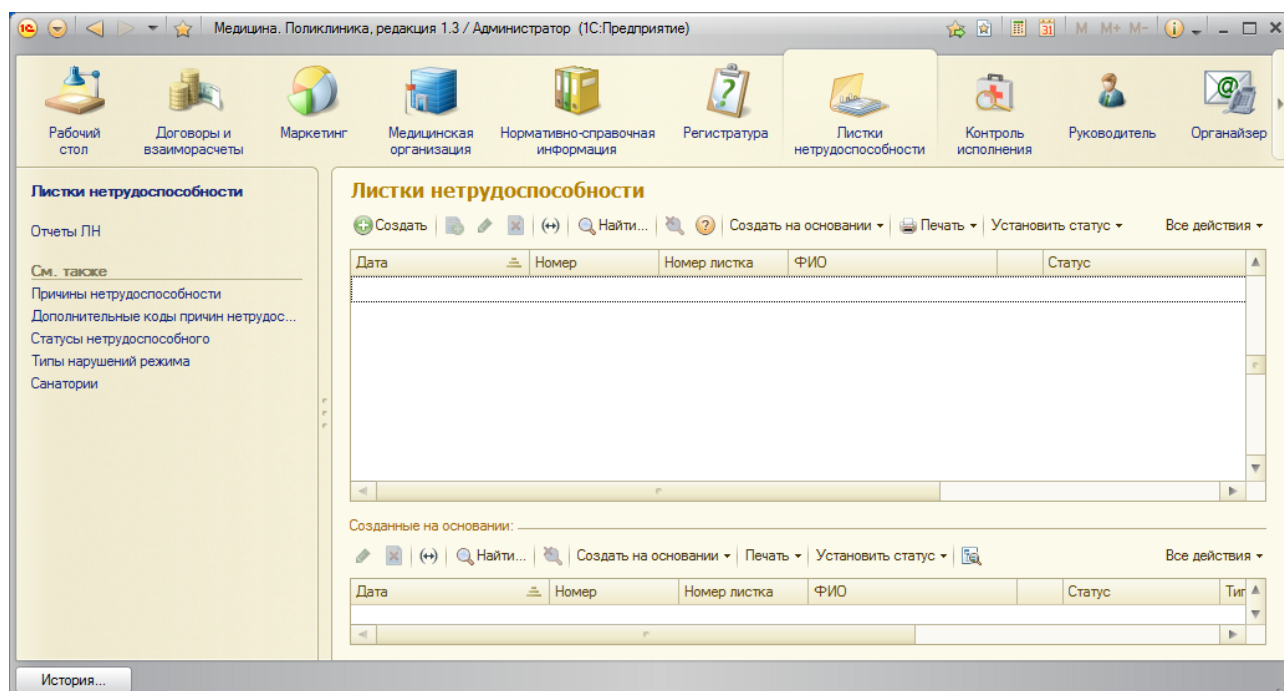 1С Медицина. Поликлиника, редакция 1.3 / Администратор (1С:Предприятие) 31 M M+ M-
Рабочий стол
Договоры и взаиморасчеты
Маркетинг
Медицинская организация
Нормативно-справочная информация
Регистратура
Листки нетрудоспособности
Контроль исполнения
Руководитель
Органайзер
Листки нетрудоспособности
Отчеты ЛН
См. также
Причины нетрудоспособности
Дополнительные коды причин нетрудос...
Статусы нетрудоспособного
Типы нарушений режима
Санатории
Листки нетрудоспособности
Создать Найти... Создать на основании Печать Установить статус Все действия
Дата Номер Номер листка ФИО Статус
Созданные на основании:
Найти... Создать на основании Печать Установить статус Все действия
Дата Номер Номер листка ФИО Статус Тип
История...